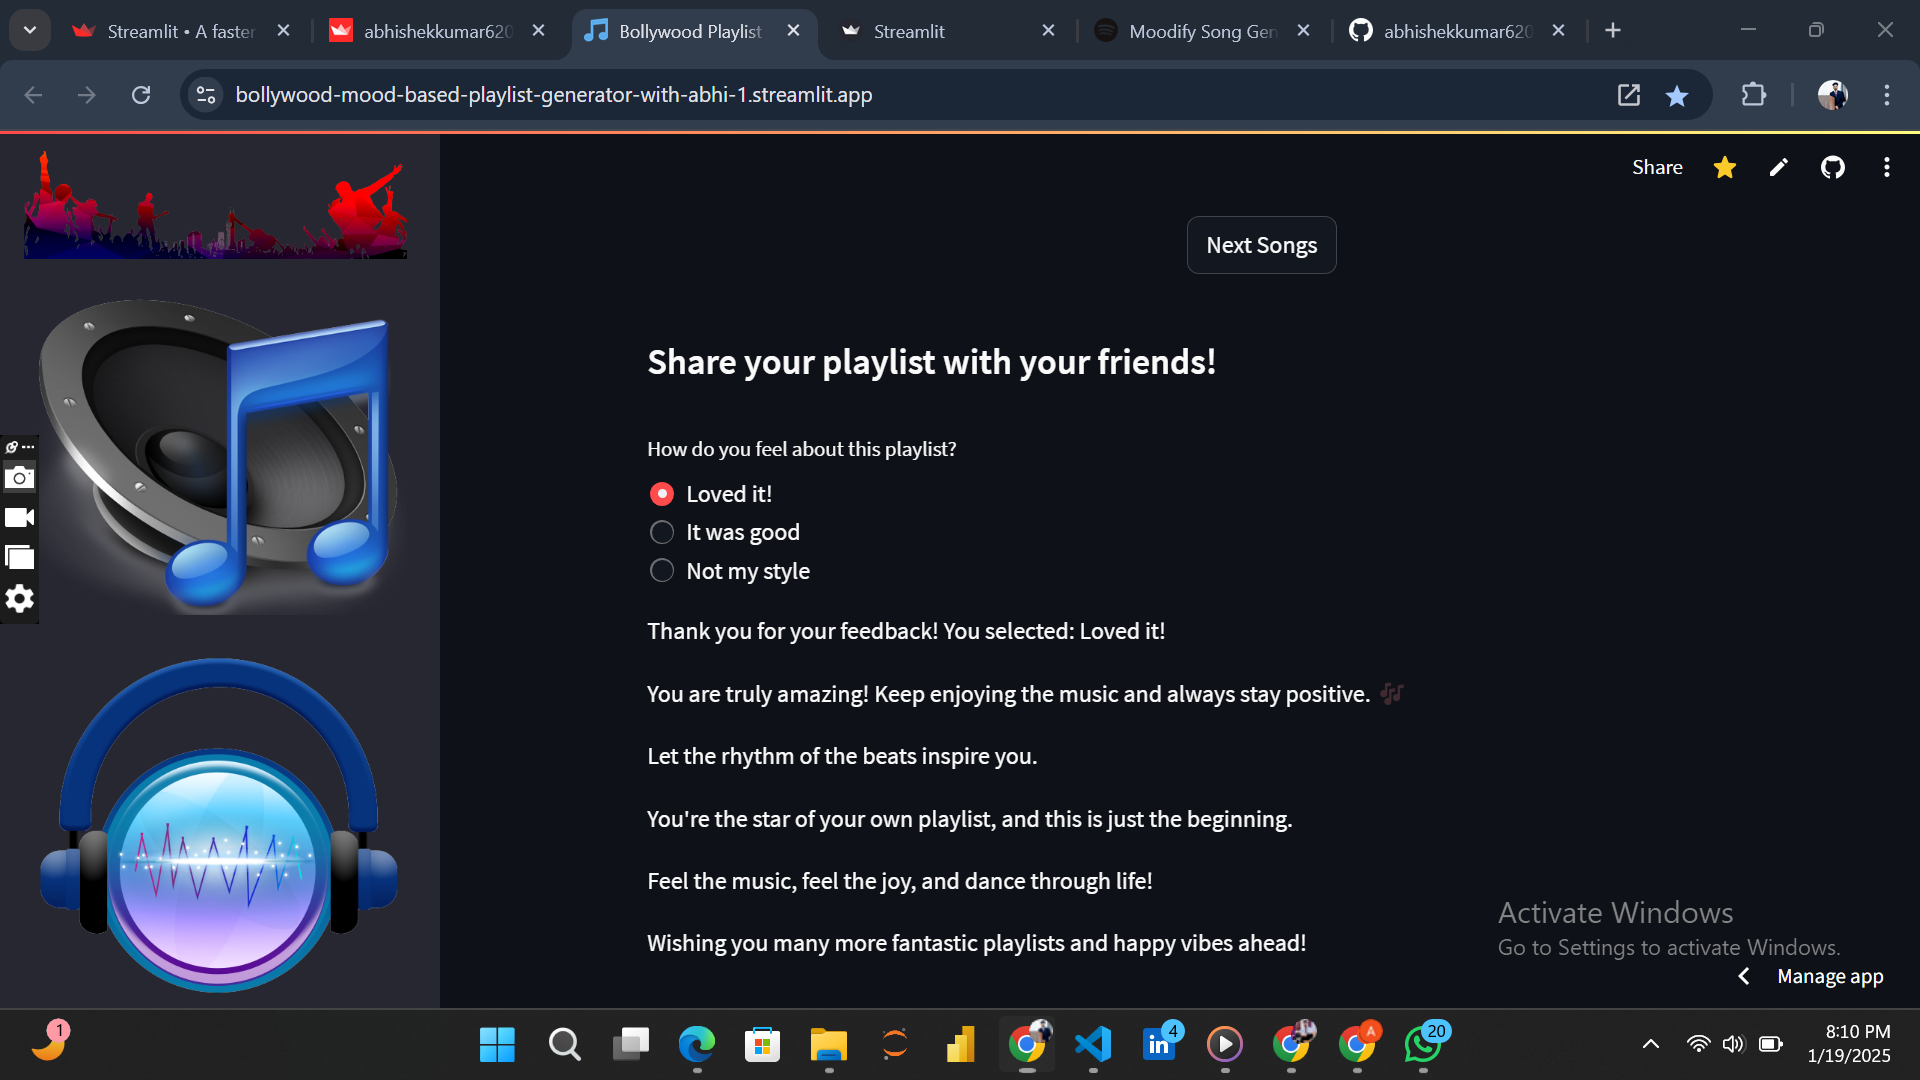 Streamlit • A faster
abhishekkumar620
Bollywood Playlist
Streamlit
Moodify Song Gen
abhishekkumar620
bollywood-mood-based-playlist-generator-with-abhi-1.streamlit.app
Share
Next Songs
Share your playlist with your friends!
How do you feel about this playlist?
Loved it!
It was good
Not my style
Thank you for your feedback! You selected: Loved it!
You are truly amazing! Keep enjoying the music and always stay positive. 🎶
Let the rhythm of the beats inspire you.
You're the star of your own playlist, and this is just the beginning.
Feel the music, feel the joy, and dance through life!
Wishing you many more fantastic playlists and happy vibes ahead!
Activate Windows
Go to Settings to activate Windows.
Manage app
1
in
4
A
20
8:10 PM
1/19/2025